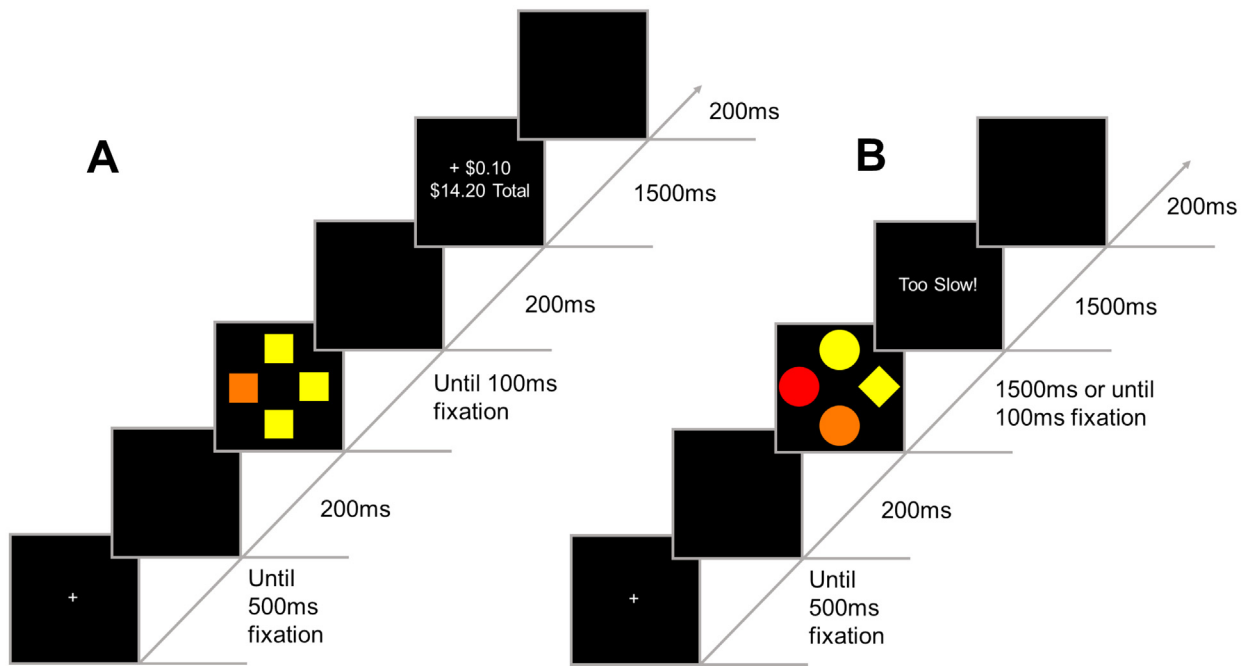 A
+
Until
500ms
fixation
200ms
Until 100ms
fixation
200ms
+ $0.10
$14.20 Total
1500ms
200ms
B
+
Until
500ms
fixation
200ms
1500ms or until
100ms fixation
Too Slow!
1500ms
200ms